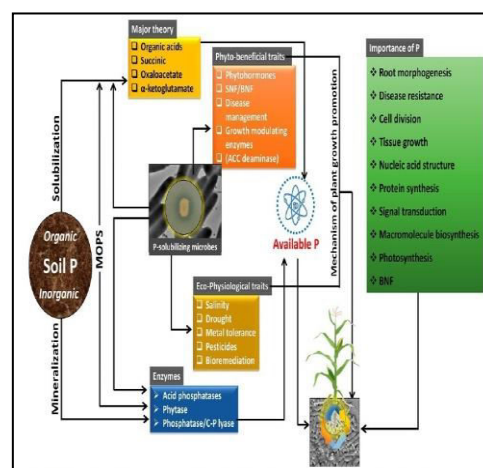 Major theory
Organic acids
Succinic
Oxaloacetate
α-ketoglutamate
Phyto-beneficial traits
Phytohormones
SNF/BNF
Disease
management
Growth modulating
enzymes
(ACC deaminase)
Importance of P
Root morphogenesis
Disease resistance
Cell division
Tissue growth
Nucleic acid structure
Protein synthesis
Signal transduction
Macromolecule biosynthesis
Photosynthesis
BNF
Solubilization
MOPS
Mineralization
Organic
Soil P
Inorganic
P-solubilizing microbes
Available P
Mechanism of plant growth promotion
Eco-Physiological traits
Salinity
Drought
Metal tolerance
Pesticides
Bioremediation
Enzymes
Acid phosphatases
Phytase
Phosphatase/C-P lyase